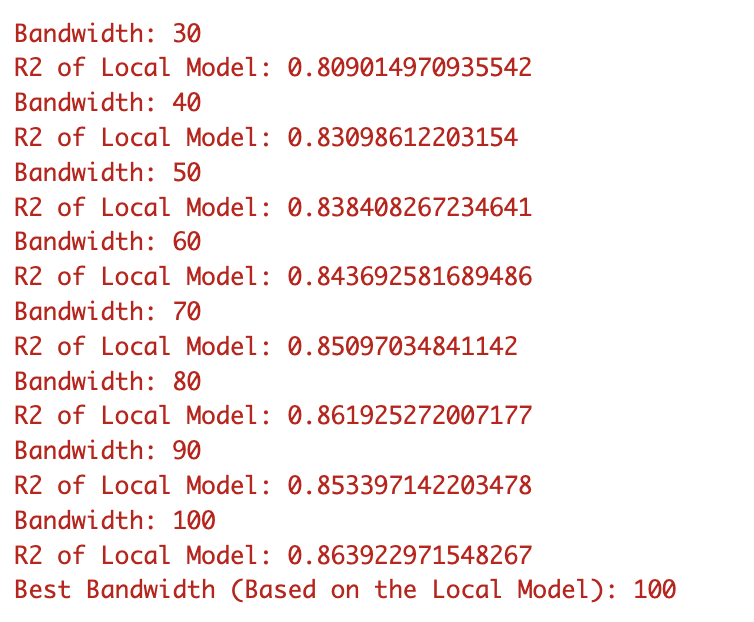 Bandwidth: 30
R2 of Local Model: 0.809014970935542
Bandwidth: 40
R2 of Local Model: 0.83098612203154
Bandwidth: 50
R2 of Local Model: 0.838408267234641
Bandwidth: 60
R2 of Local Model: 0.843692581689486
Bandwidth: 70
R2 of Local Model: 0.85097034841142
Bandwidth: 80
R2 of Local Model: 0.861925272007177
Bandwidth: 90
R2 of Local Model: 0.853397142203478
Bandwidth: 100
R2 of Local Model: 0.863922971548267
Best Bandwidth (Based on the Local Model): 100